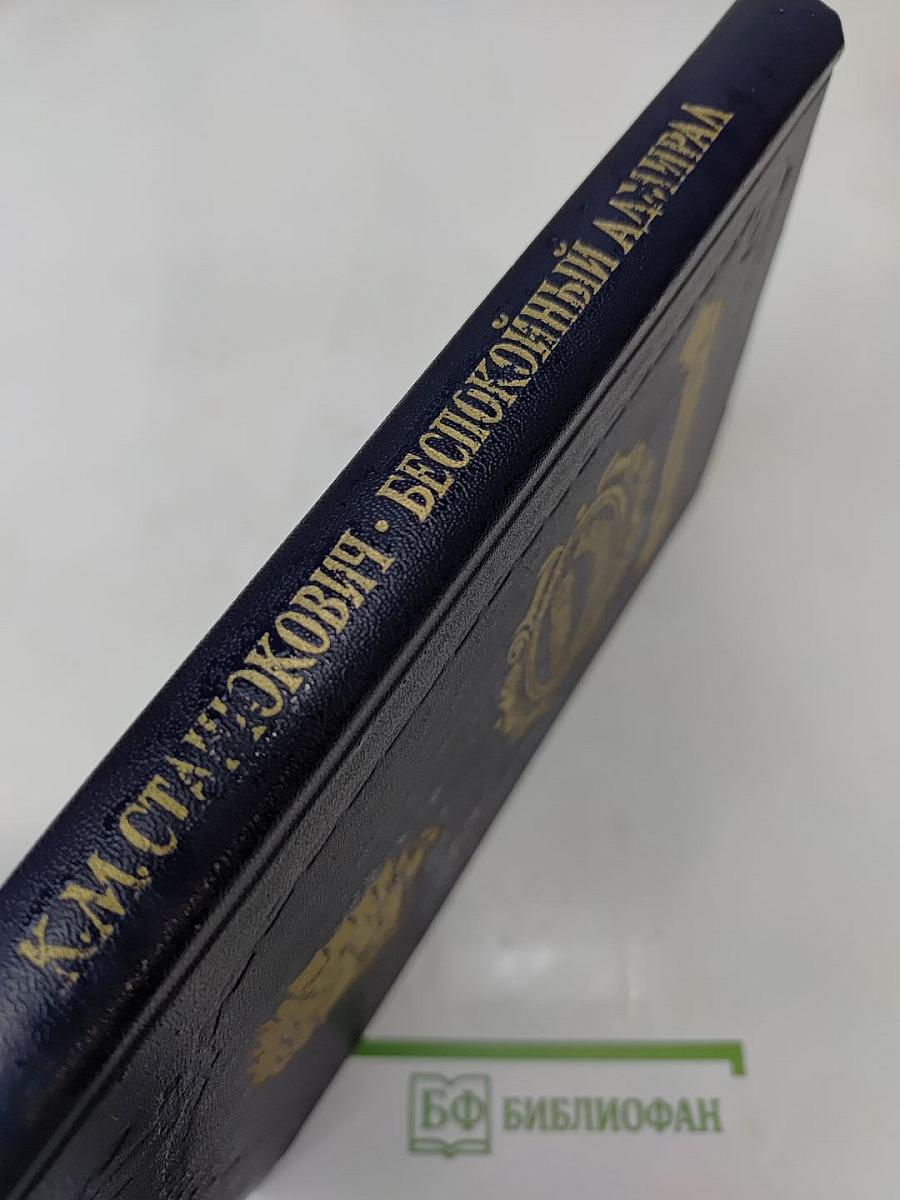 К.М.СТАНЮКОВИЧ · БЕСПОКОЙНЫЙ АДМИРАЛ
БФ БИБЛИОФАН